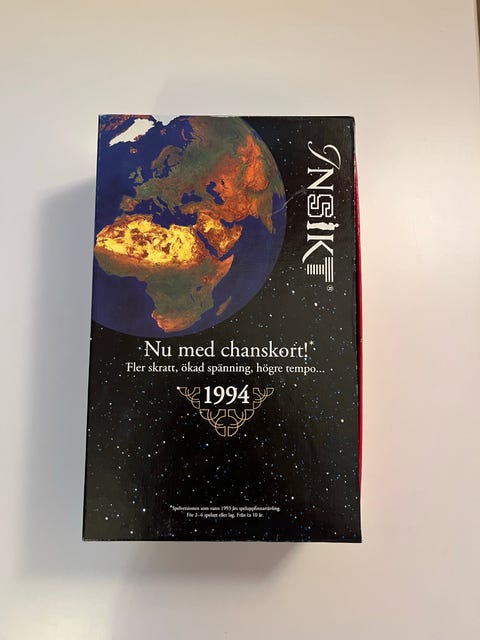 INSIKT®
Nu med chanskort!*
Fler skratt, ökad spänning, högre tempo...
1994
*Spelversionen som vann 1993 års speluppfinnartävling.
För 2–6 spelare eller lag. Från ca 10 år.